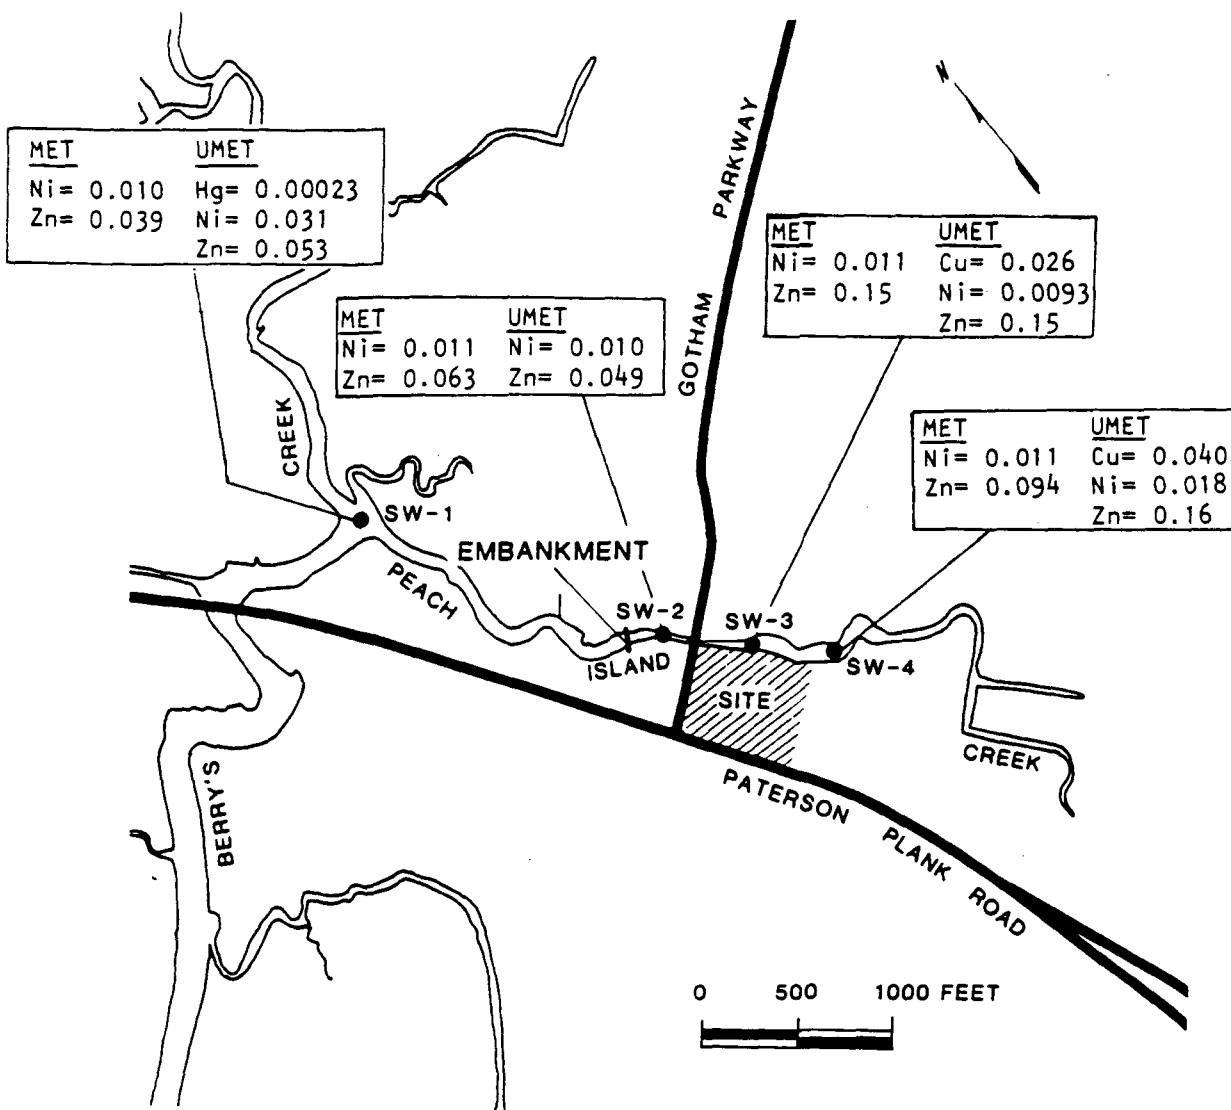 N
MET UMET
Ni= 0.010 Hg= 0.00023
Zn= 0.039 Ni= 0.031
Zn= 0.053
PARKWAY
GOTHAM
MET UMET
Ni= 0.011 Cu= 0.026
Zn= 0.15 Ni= 0.0093
Zn= 0.15
MET UMET
Ni= 0.011 Ni= 0.010
Zn= 0.063 Zn= 0.049
MET UMET
Ni= 0.011 Cu= 0.040
Zn= 0.094 Ni= 0.018
Zn= 0.16
CREEK
SW-1
EMBANKMENT
PEACH
SW-2
SW-3
ISLAND
SW-4
SITE
CREEK
BERRY'S
PATERSON PLANK ROAD
0 500 1000 FEET